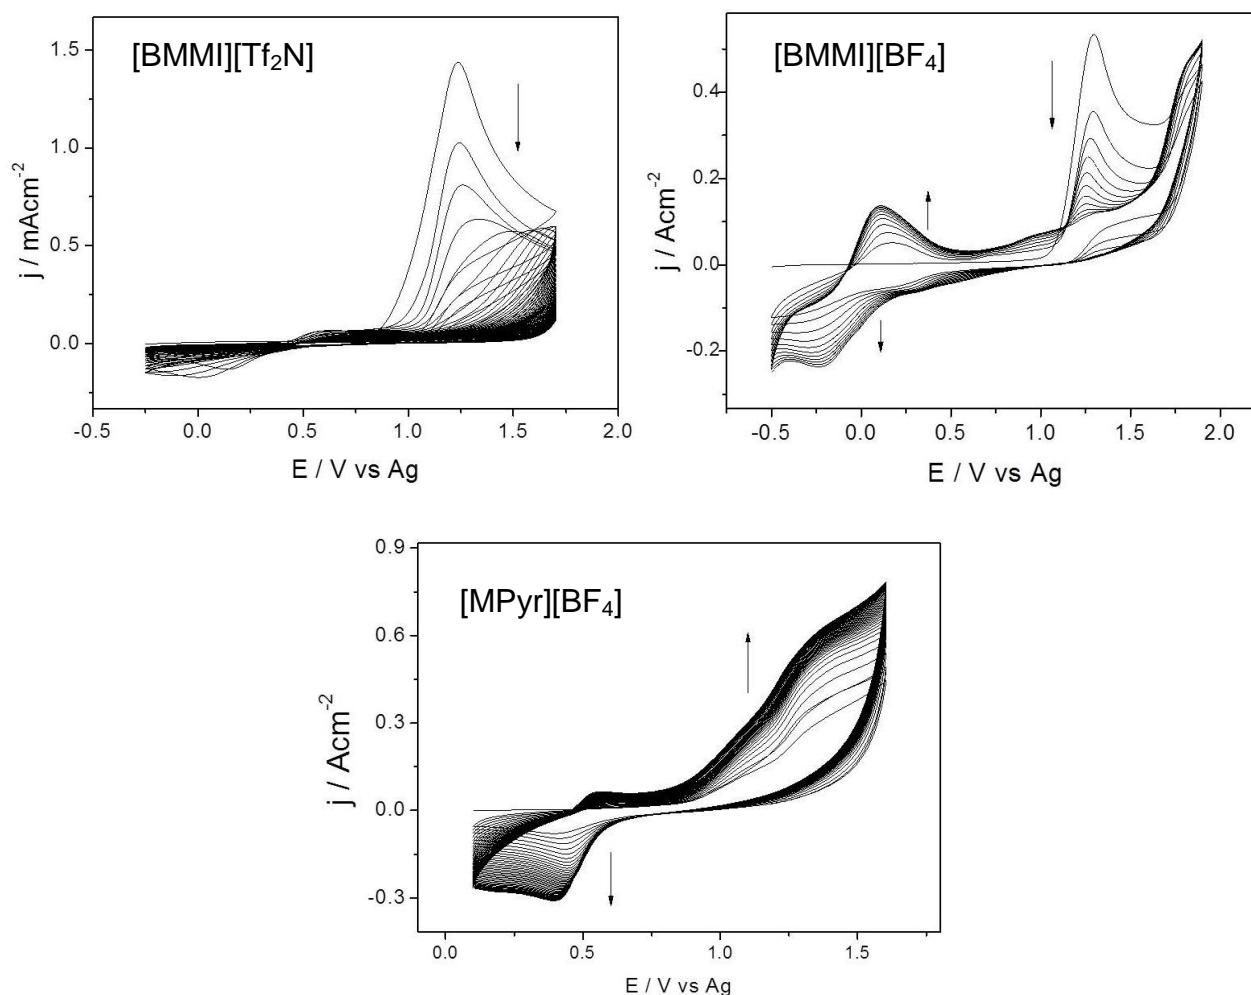 [BMMI][Tf₂N]
j / mAcm⁻²
1.5
1.0
0.5
0.0
-0.5 0.0 0.5 1.0 1.5 2.0
E / V vs Ag
[BMMI][BF₄]
j / Acm⁻²
0.4
0.2
0.0
-0.2
-0.5 0.0 0.5 1.0 1.5 2.0
E / V vs Ag
[MPyr][BF₄]
j / Acm⁻²
0.9
0.6
0.3
0.0
-0.3
0.0 0.5 1.0 1.5
E / V vs Ag